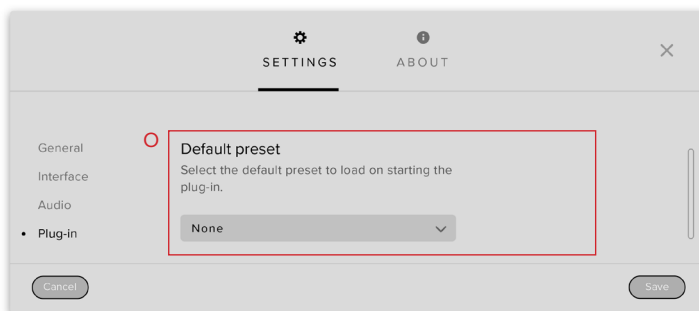 SETTINGS
ABOUT
General
Interface
Audio
• Plug-in
O
Default preset
Select the default preset to load on starting the
plug-in.
None
Cancel
Save